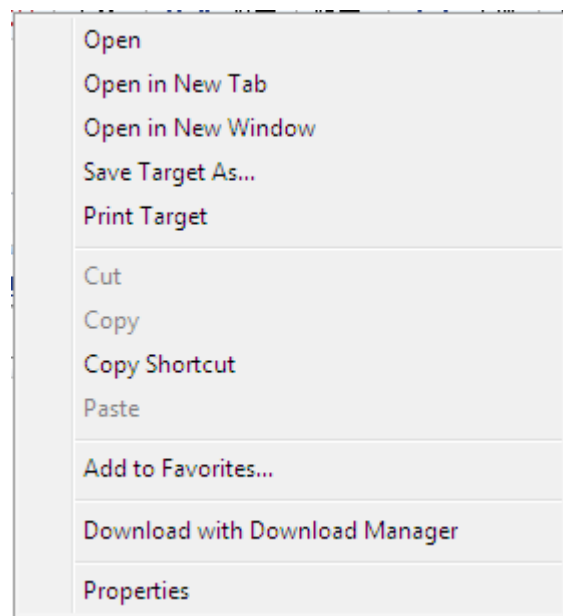 Open
Open in New Tab
Open in New Window
Save Target As...
Print Target
Cut
Copy
Copy Shortcut
Paste
Add to Favorites...
Download with Download Manager
Properties